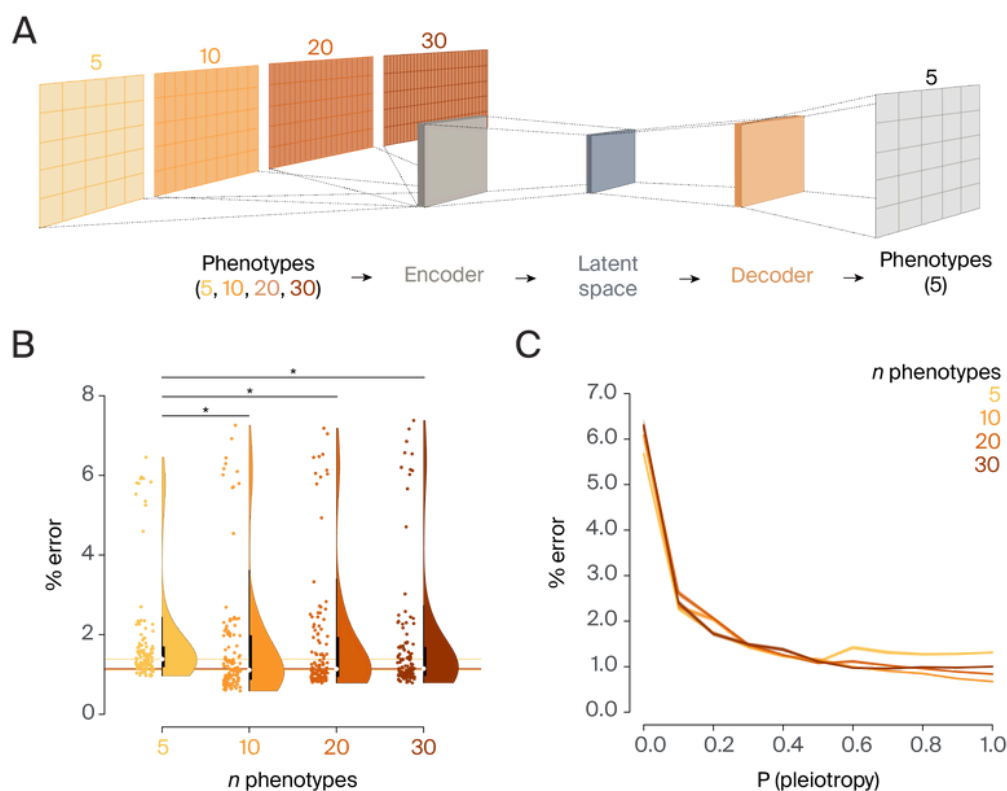 A
5
10
20
30
5
Phenotypes
(5, 10, 20, 30)
Encoder
Latent
space
Decoder
Phenotypes
(5)
B
*
*
*
8
6
4
2
0
% error
5 10 20 30
n phenotypes
C
n phenotypes
5
10
20
30
7.0
6.0
5.0
4.0
3.0
2.0
1.0
0.0
% error
0.0 0.2 0.4 0.6 0.8 1.0
P (pleiotropy)